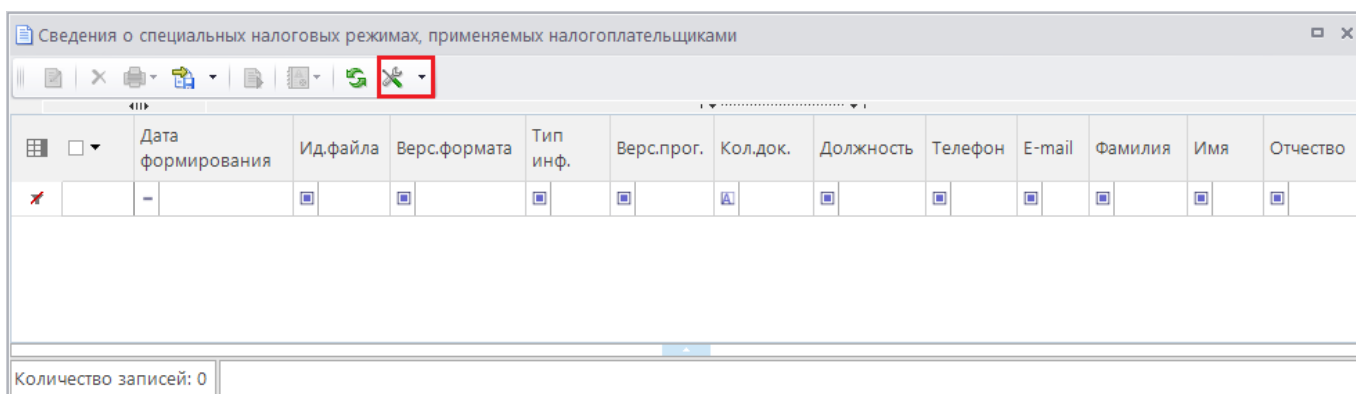 Сведения о специальных налоговых режимах, применяемых налогоплательщиками
Дата формирования Ид.файла Верс.формата Тип инф. Верс.прог. Кол.док. Должность Телефон E-mail Фамилия Имя Отчество
A
Количество записей: 0